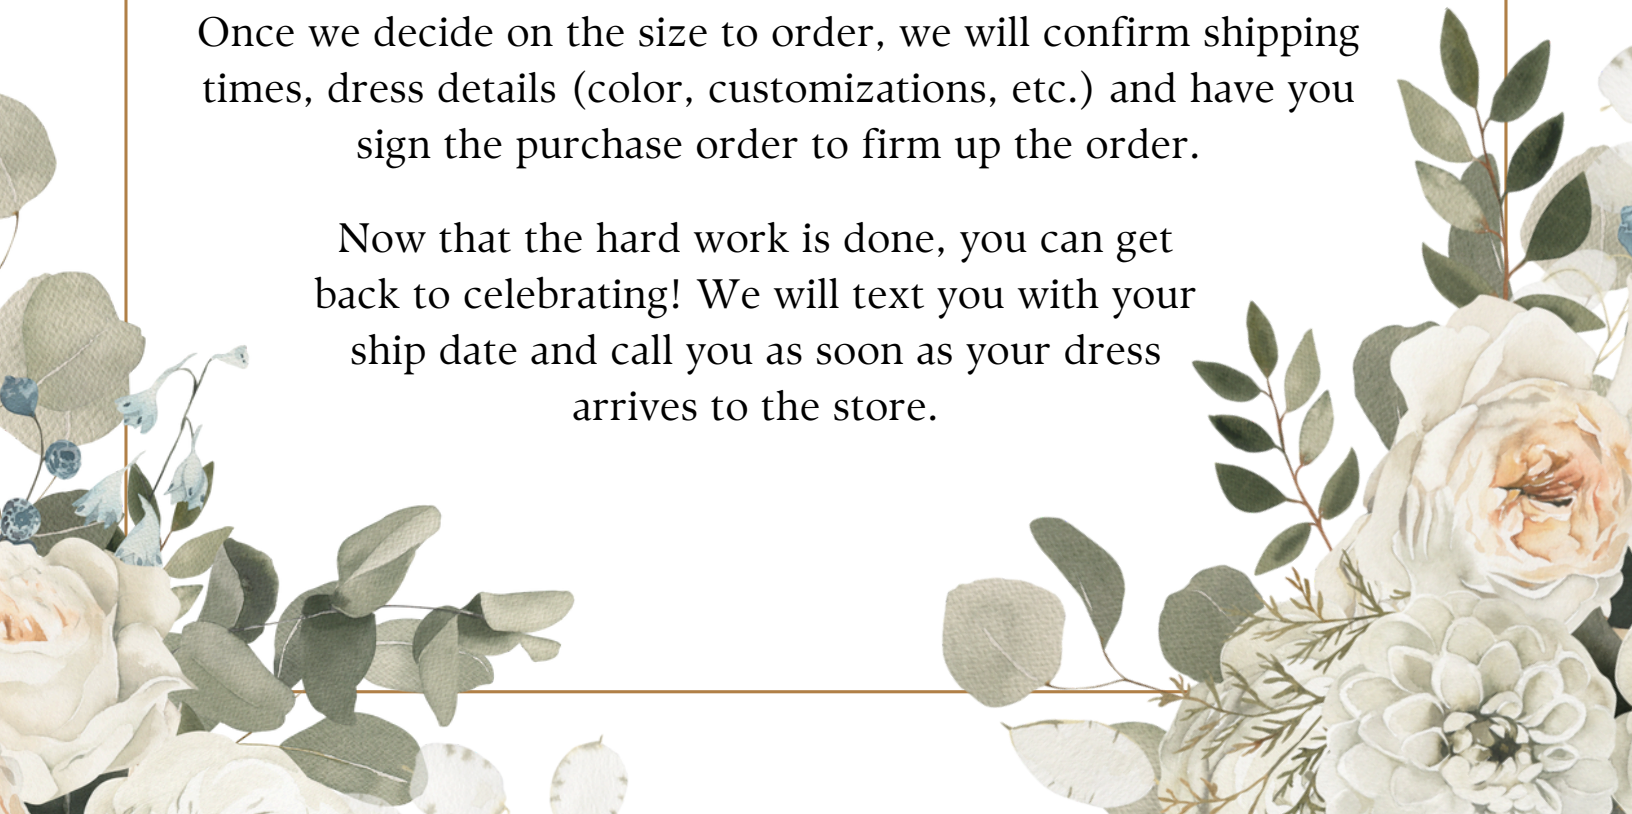 Once we decide on the size to order, we will confirm shipping
times, dress details (color, customizations, etc.) and have you
sign the purchase order to firm up the order.
Now that the hard work is done, you can get
back to celebrating! We will text you with your
ship date and call you as soon as your dress
arrives to the store.